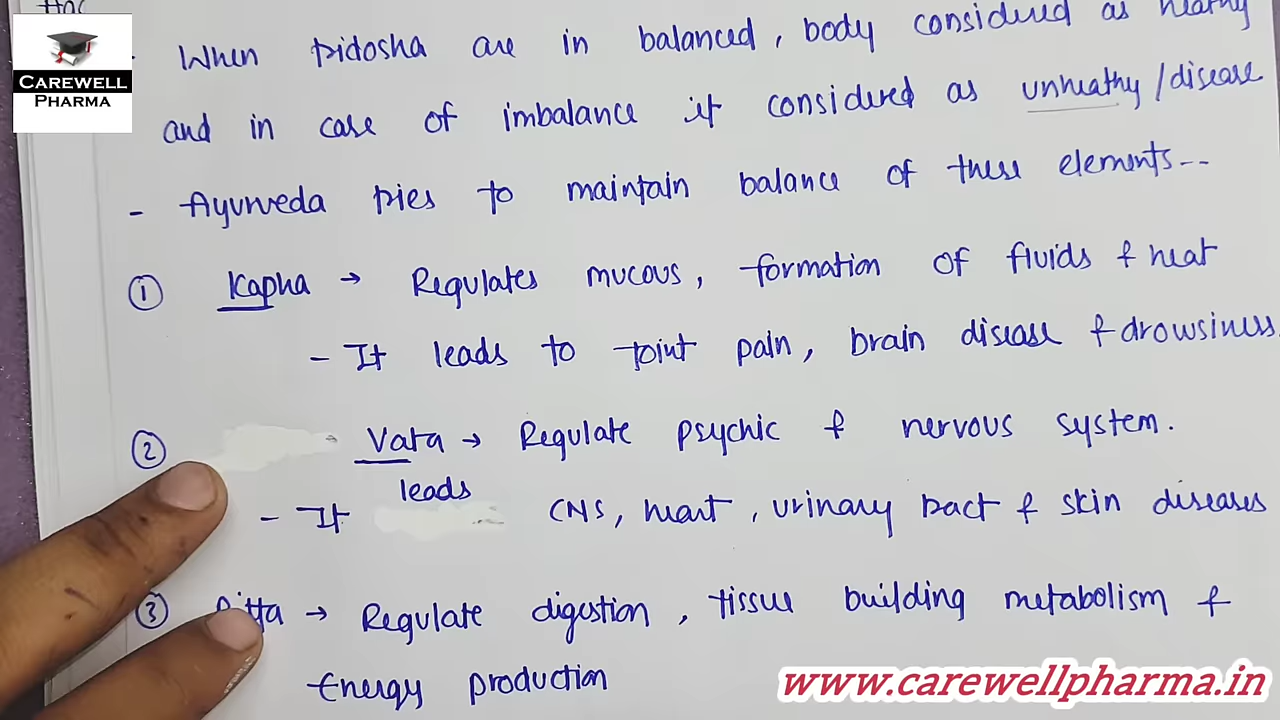 CAREWELL
PHARMA
When tridosha are in balanced, body considered as heathy
and in case of imbalance it considered as unheathy/disease
- Ayurveda tries to maintain balance of these elements--
① Kapha → Regulates mucous, formation of fluids & heat
- It leads to joint pain, brain disease & drowsiness
② Vata → Regulate psychic & nervous system.
leads
- It CNS, heart, urinary tract & skin diseases
③ Pitta → Regulate digestion, tissue building metabolism &
Energy production
www.carewellpharma.in